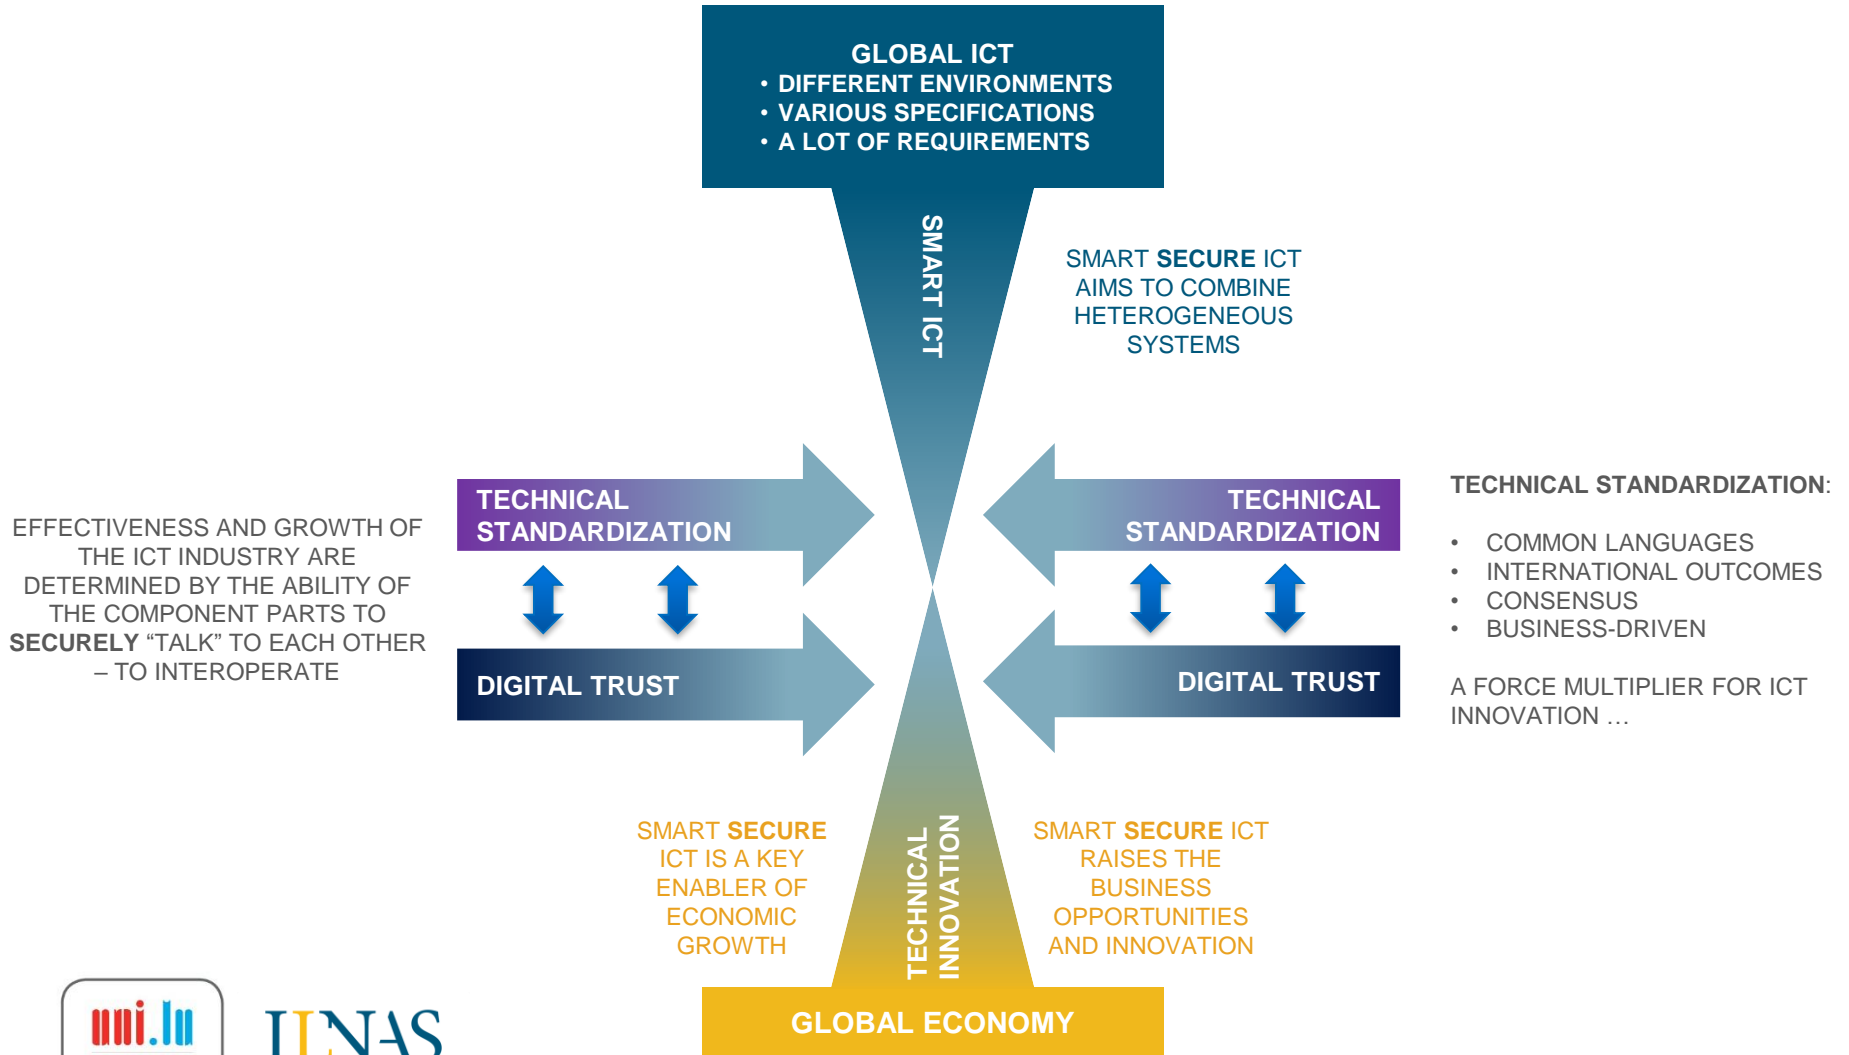 GLOBAL ICT
• DIFFERENT ENVIRONMENTS
• VARIOUS SPECIFICATIONS
• A LOT OF REQUIREMENTS
SMART ICT
SMART SECURE ICT
AIMS TO COMBINE
HETEROGENEOUS
SYSTEMS
EFFECTIVENESS AND GROWTH OF
THE ICT INDUSTRY ARE
DETERMINED BY THE ABILITY OF
THE COMPONENT PARTS TO
SECURELY “TALK” TO EACH OTHER
– TO INTEROPERATE
TECHNICAL
STANDARDIZATION
DIGITAL TRUST
TECHNICAL
STANDARDIZATION
DIGITAL TRUST
TECHNICAL STANDARDIZATION:
• COMMON LANGUAGES
• INTERNATIONAL OUTCOMES
• CONSENSUS
• BUSINESS-DRIVEN
A FORCE MULTIPLIER FOR ICT
INNOVATION …
SMART SECURE
ICT IS A KEY
ENABLER OF
ECONOMIC
GROWTH
TECHNICAL
INNOVATION
SMART SECURE ICT
RAISES THE
BUSINESS
OPPORTUNITIES
AND INNOVATION
GLOBAL ECONOMY
uni.lu
ILNAS